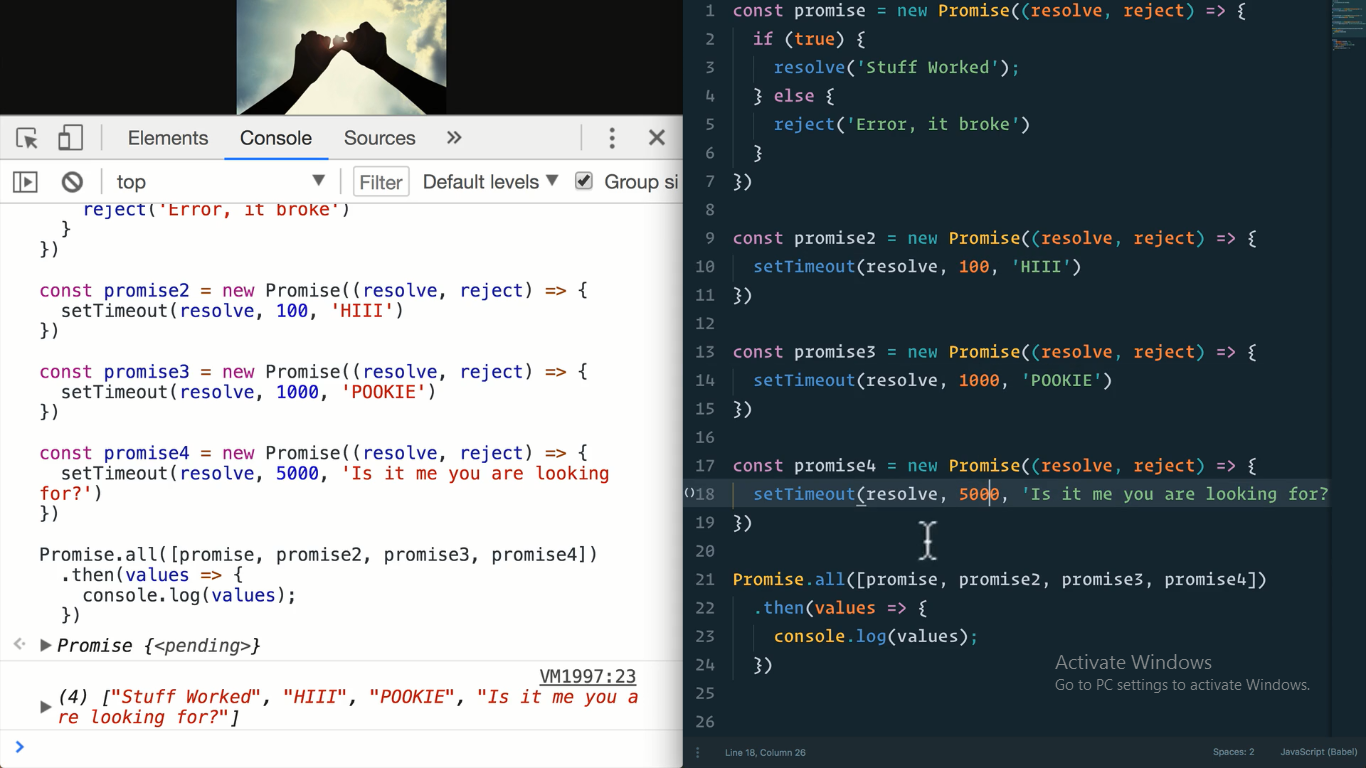 Elements Console Sources
top Filter Default levels Group si
reject('Error, it broke')
}
})
const promise2 = new Promise((resolve, reject) => {
setTimeout(resolve, 100, 'HIII')
})
const promise3 = new Promise((resolve, reject) => {
setTimeout(resolve, 1000, 'POOKIE')
})
const promise4 = new Promise((resolve, reject) => {
setTimeout(resolve, 5000, 'Is it me you are looking
for?')
})
Promise.all([promise, promise2, promise3, promise4])
.then(values => {
console.log(values);
})
Promise {<pending>}
VM1997:23
(4) ["Stuff Worked", "HIII", "POOKIE", "Is it me you a
re looking for?"]
1 const promise = new Promise((resolve, reject) => {
2 if (true) {
3 resolve('Stuff Worked');
4 } else {
5 reject('Error, it broke')
6 }
7 })
8
9 const promise2 = new Promise((resolve, reject) => {
10 setTimeout(resolve, 100, 'HIII')
11 })
12
13 const promise3 = new Promise((resolve, reject) => {
14 setTimeout(resolve, 1000, 'POOKIE')
15 })
16
17 const promise4 = new Promise((resolve, reject) => {
18 setTimeout(resolve, 5000, 'Is it me you are looking for?
19 })
20
21 Promise.all([promise, promise2, promise3, promise4])
22 .then(values => {
23 console.log(values);
24 })
25
26
Activate Windows
Go to PC settings to activate Windows.
Line 18, Column 26 Spaces: 2 JavaScript (Babel)